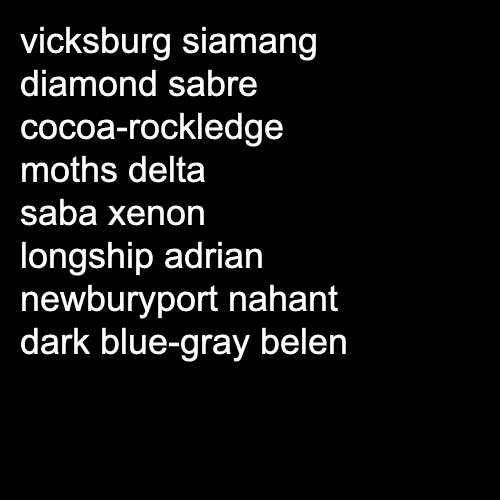 vicksburg siamang
diamond sabre
cocoa-rockledge
moths delta
saba xenon
longship adrian
newburyport nahant
dark blue-gray belen